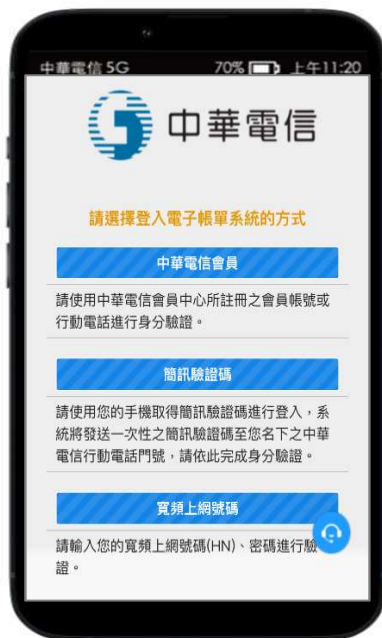 中華電信 5G 70% 上午11:20
中華電信
請選擇登入電子帳單系統的方式
中華電信會員
請使用中華電信會員中心所註冊之會員帳號或
行動電話進行身分驗證。
簡訊驗證碼
請使用您的手機取得簡訊驗證碼進行登入，系
統將發送一次性之簡訊驗證碼至您名下之中華
電信行動電話門號，請依此完成身分驗證。
寬頻上網號碼
請輸入您的寬頻上網號碼(HN)、密碼進行驗
證。